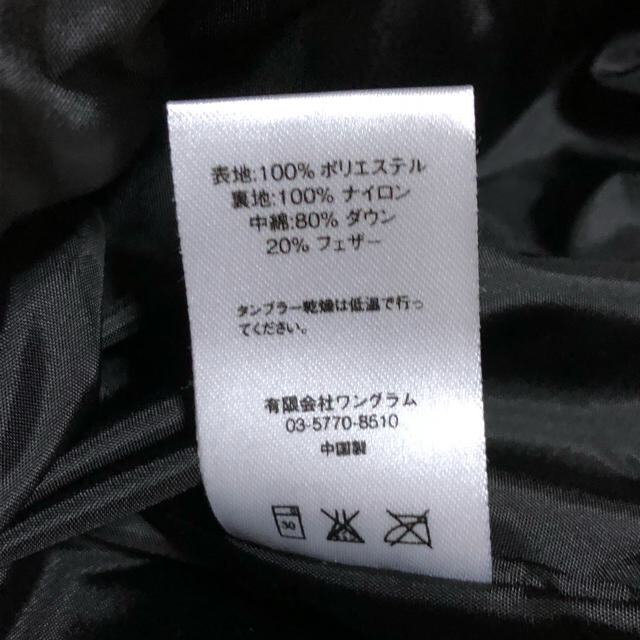 表地:100% ポリエステル
裏地:100% ナイロン
中綿:80% ダウン
20% フェザー
タンブラー乾燥は低温で行っ
てください。
有限会社ワングラム
03-5770-8510
中国製
30